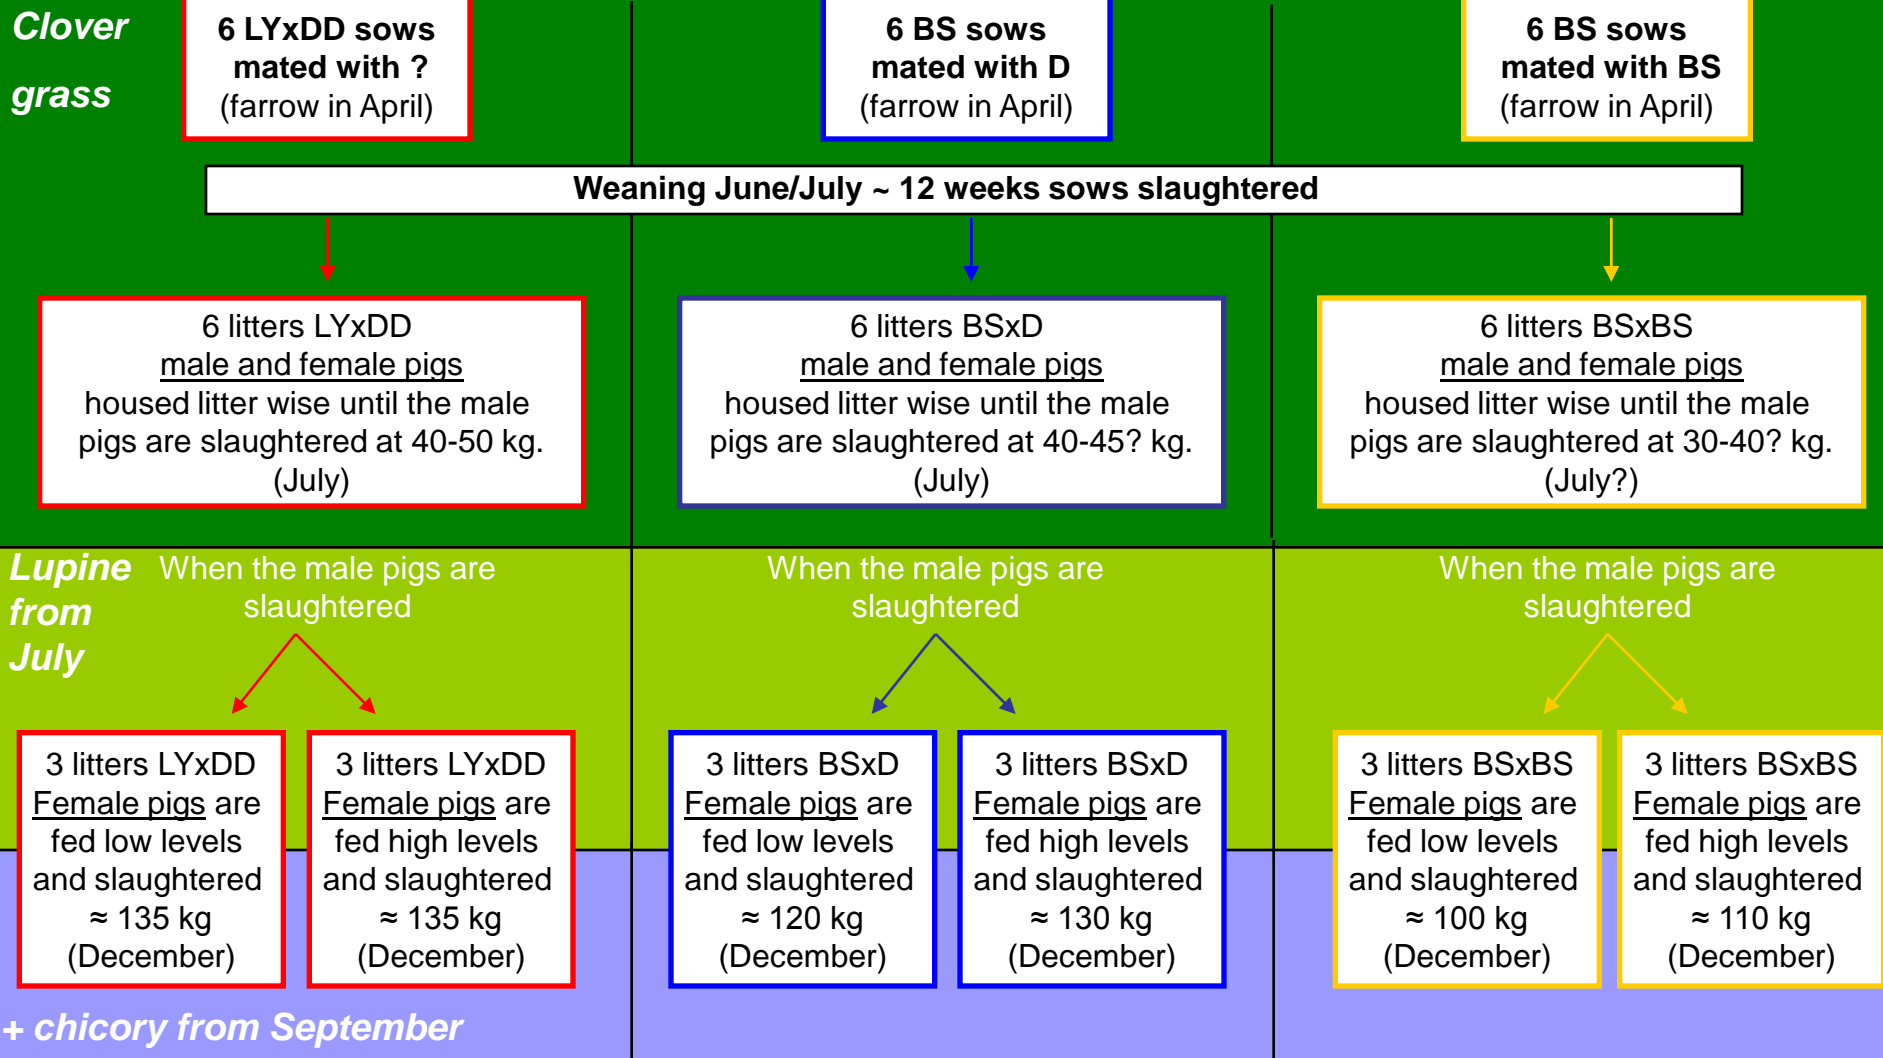 Clover
grass
6 LYxDD sows
mated with ?
(farrow in April)
6 BS sows
mated with D
(farrow in April)
6 BS sows
mated with BS
(farrow in April)
Weaning June/July ~ 12 weeks sows slaughtered
6 litters LYxDD
male and female pigs
housed litter wise until the male
pigs are slaughtered at 40-50 kg.
(July)
6 litters BSxD
male and female pigs
housed litter wise until the male
pigs are slaughtered at 40-45? kg.
(July)
6 litters BSxBS
male and female pigs
housed litter wise until the male
pigs are slaughtered at 30-40? kg.
(July?)
Lupine
from
July
When the male pigs are
slaughtered
When the male pigs are
slaughtered
When the male pigs are
slaughtered
3 litters LYxDD
Female pigs are
fed low levels
and slaughtered
≈ 135 kg
(December)
3 litters LYxDD
Female pigs are
fed high levels
and slaughtered
≈ 135 kg
(December)
3 litters BSxD
Female pigs are
fed low levels
and slaughtered
≈ 120 kg
(December)
3 litters BSxD
Female pigs are
fed high levels
and slaughtered
≈ 130 kg
(December)
3 litters BSxBS
Female pigs are
fed low levels
and slaughtered
≈ 100 kg
(December)
3 litters BSxBS
Female pigs are
fed high levels
and slaughtered
≈ 110 kg
(December)
+ chicory from September